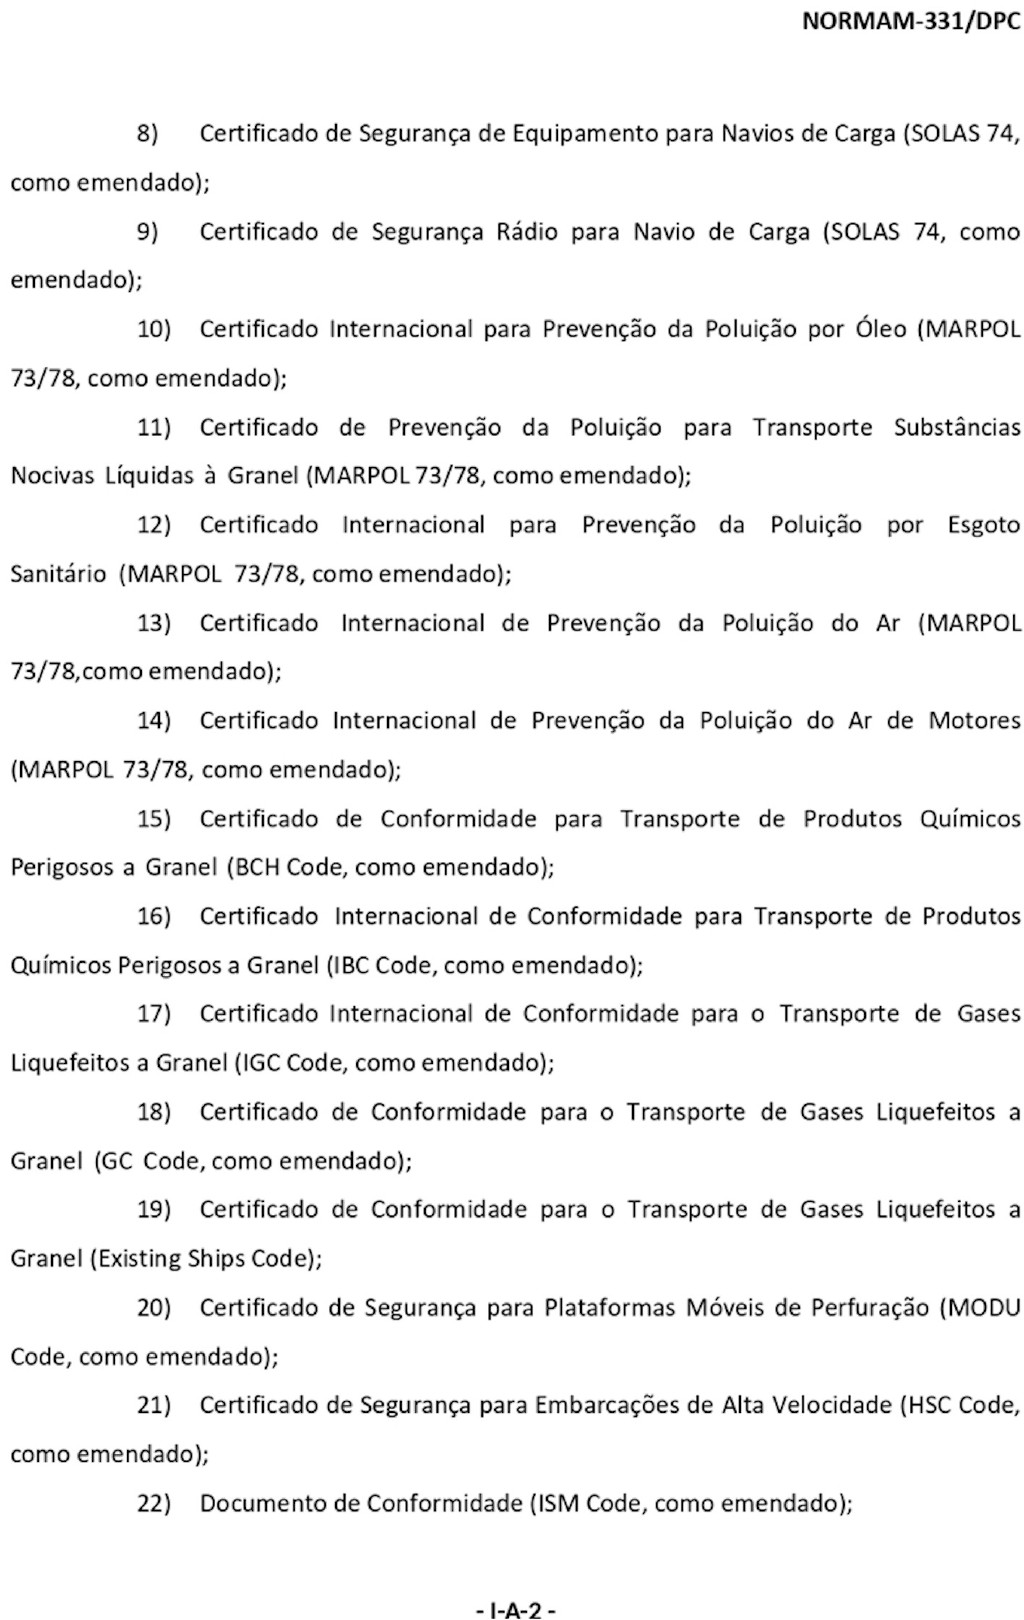 NORMAM-331/DPC
8) Certificado de Segurança de Equipamento para Navios de Carga (SOLAS 74,
como emendado);
9) Certificado de Segurança Rádio para Navio de Carga (SOLAS 74, como
emendado);
10) Certificado Internacional para Prevenção da Poluição por Óleo (MARPOL
73/78, como emendado);
11) Certificado de Prevenção da Poluição para Transporte Substâncias
Nocivas Líquidas à Granel (MARPOL 73/78, como emendado);
12) Certificado Internacional para Prevenção da Poluição por Esgoto
Sanitário (MARPOL 73/78, como emendado);
13) Certificado Internacional de Prevenção da Poluição do Ar (MARPOL
73/78,como emendado);
14) Certificado Internacional de Prevenção da Poluição do Ar de Motores
(MARPOL 73/78, como emendado);
15) Certificado de Conformidade para Transporte de Produtos Químicos
Perigosos a Granel (BCH Code, como emendado);
16) Certificado Internacional de Conformidade para Transporte de Produtos
Químicos Perigosos a Granel (IBC Code, como emendado);
17) Certificado Internacional de Conformidade para o Transporte de Gases
Liquefeitos a Granel (IGC Code, como emendado);
18) Certificado de Conformidade para o Transporte de Gases Liquefeitos a
Granel (GC Code, como emendado);
19) Certificado de Conformidade para o Transporte de Gases Liquefeitos a
Granel (Existing Ships Code);
20) Certificado de Segurança para Plataformas Móveis de Perfuração (MODU
Code, como emendado);
21) Certificado de Segurança para Embarcações de Alta Velocidade (HSC Code,
como emendado);
22) Documento de Conformidade (ISM Code, como emendado);
- I-A-2 -